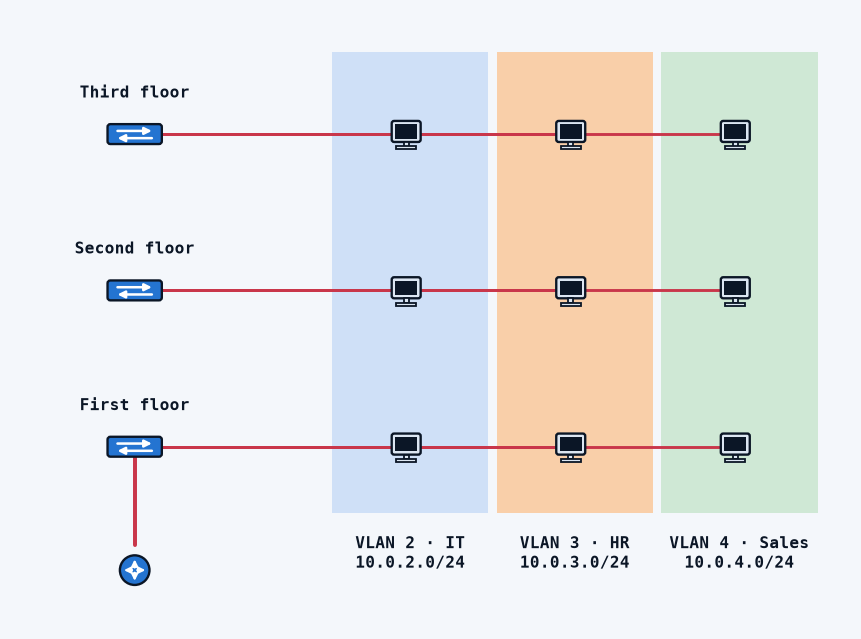 Third floor
Second floor
First floor
VLAN 2 · IT
10.0.2.0/24
VLAN 3 · HR
10.0.3.0/24
VLAN 4 · Sales
10.0.4.0/24